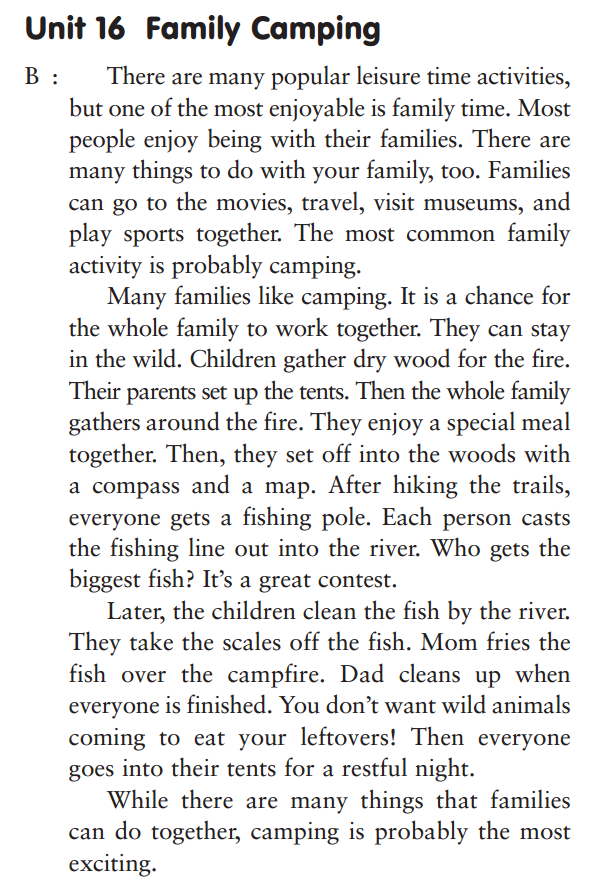 Unit 16 Family Camping
B : There are many popular leisure time activities,
but one of the most enjoyable is family time. Most
people enjoy being with their families. There are
many things to do with your family, too. Families
can go to the movies, travel, visit museums, and
play sports together. The most common family
activity is probably camping.
Many families like camping. It is a chance for
the whole family to work together. They can stay
in the wild. Children gather dry wood for the fire.
Their parents set up the tents. Then the whole family
gathers around the fire. They enjoy a special meal
together. Then, they set off into the woods with
a compass and a map. After hiking the trails,
everyone gets a fishing pole. Each person casts
the fishing line out into the river. Who gets the
biggest fish? It’s a great contest.
Later, the children clean the fish by the river.
They take the scales off the fish. Mom fries the
fish over the campfire. Dad cleans up when
everyone is finished. You don’t want wild animals
coming to eat your leftovers! Then everyone
goes into their tents for a restful night.
While there are many things that families
can do together, camping is probably the most
exciting.